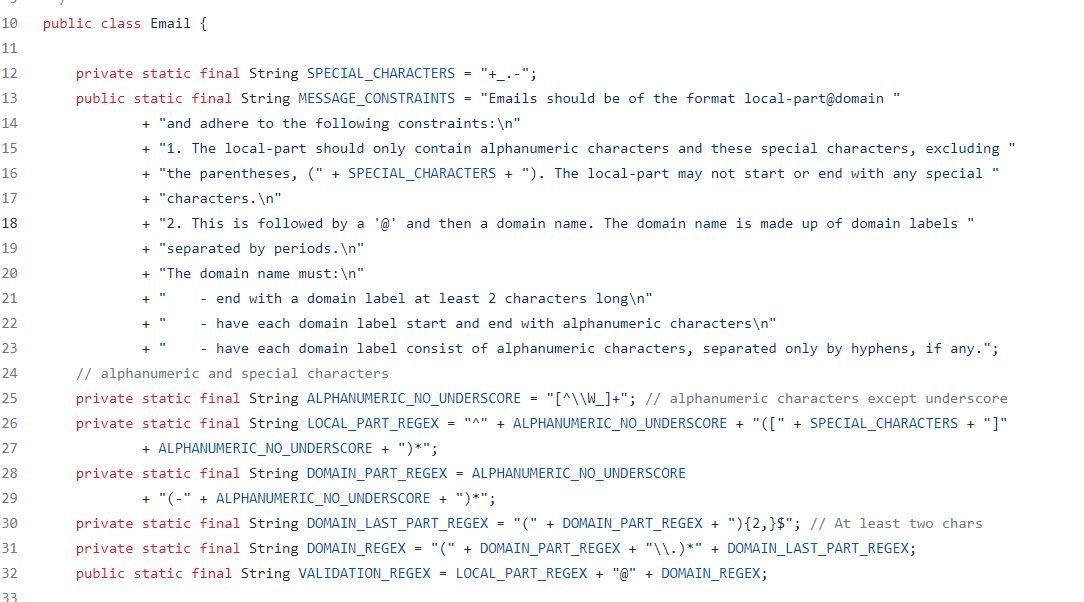 10 public class Email {
11
12 private static final String SPECIAL_CHARACTERS = "+_.-";
13 public static final String MESSAGE_CONSTRAINTS = "Emails should be of the format local-part@domain "
14 + "and adhere to the following constraints:\n"
15 + "1. The local-part should only contain alphanumeric characters and these special characters, excluding "
16 + "the parentheses, (" + SPECIAL_CHARACTERS + "). The local-part may not start or end with any special "
17 + "characters.\n"
18 + "2. This is followed by a '@' and then a domain name. The domain name is made up of domain labels "
19 + "separated by periods.\n"
20 + "The domain name must:\n"
21 + "    - end with a domain label at least 2 characters long\n"
22 + "    - have each domain label start and end with alphanumeric characters\n"
23 + "    - have each domain label consist of alphanumeric characters, separated only by hyphens, if any.";
24 // alphanumeric and special characters
25 private static final String ALPHANUMERIC_NO_UNDERSCORE = "[^\\W_]+"; // alphanumeric characters except underscore
26 private static final String LOCAL_PART_REGEX = "^" + ALPHANUMERIC_NO_UNDERSCORE + "([" + SPECIAL_CHARACTERS + "]"
27 + ALPHANUMERIC_NO_UNDERSCORE + ")*";
28 private static final String DOMAIN_PART_REGEX = ALPHANUMERIC_NO_UNDERSCORE
29 + "(-" + ALPHANUMERIC_NO_UNDERSCORE + ")*";
30 private static final String DOMAIN_LAST_PART_REGEX = "(" + DOMAIN_PART_REGEX + "){2,}$"; // At least two chars
31 private static final String DOMAIN_REGEX = "(" + DOMAIN_PART_REGEX + "\\.)*" + DOMAIN_LAST_PART_REGEX;
32 public static final String VALIDATION_REGEX = LOCAL_PART_REGEX + "@" + DOMAIN_REGEX;
33